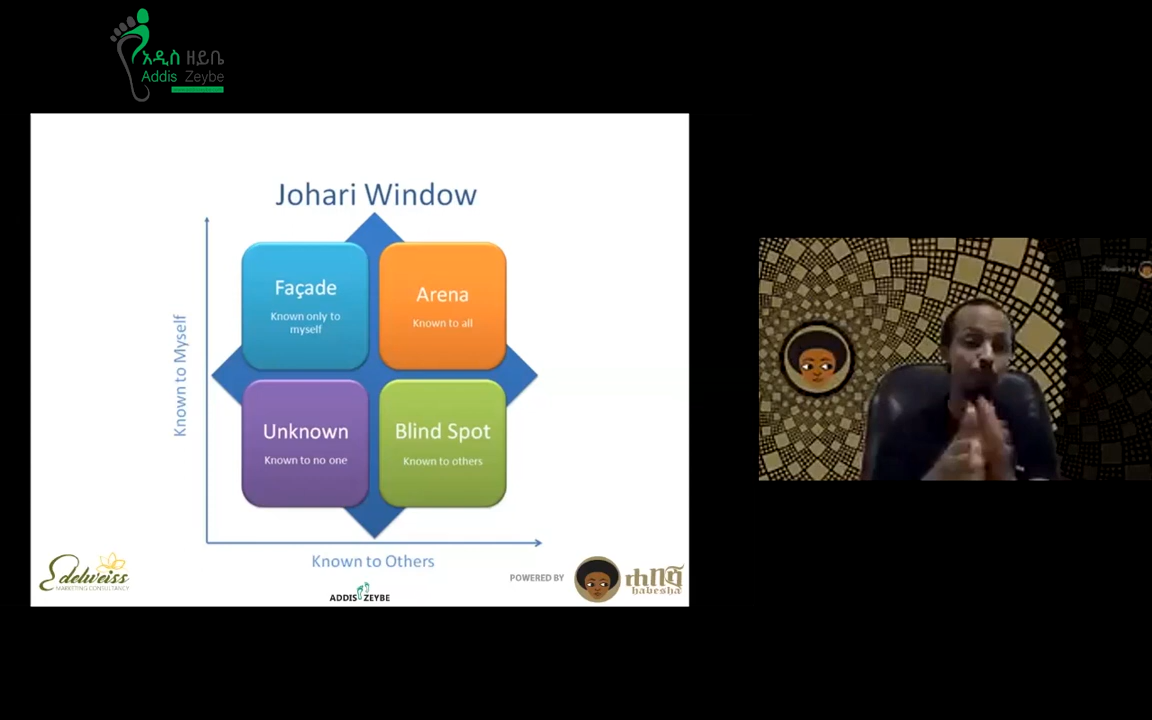 አዲስ ዘይቤ
Addis Zeybe
Johari Window
Façade
Known only to
myself
Arena
Known to all
Unknown
Known to no one
Blind Spot
Known to others
Known to Myself
Known to Others
Edelweiss
MARKETING CONSULTANCY
ADDIS ZEYBE
POWERED BY
ሐበሻ
habesha
Powered by